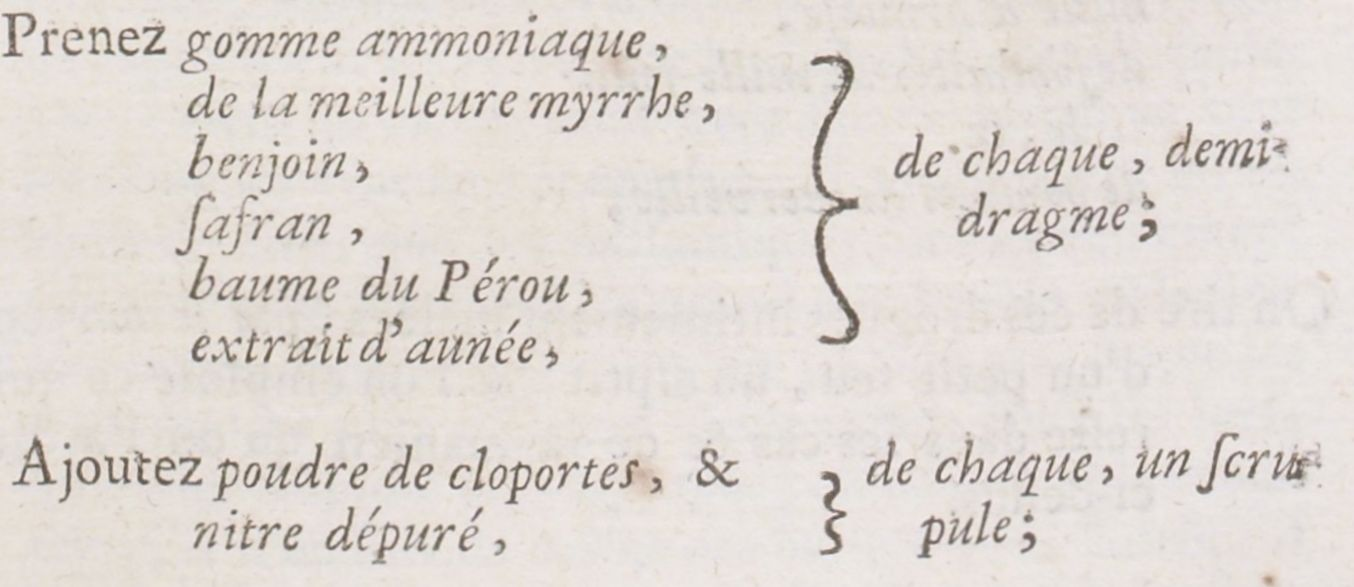 Prenez gomme ammoniaque,
de la meilleure myrrhe,
benjoin,
ſafran,
baume du Pérou,
extrait d'aunée,
de chaque, demi-
dragme;
Ajoutez poudre de cloportes, &
nitre dépuré,
de chaque, un ſcru-
pule;